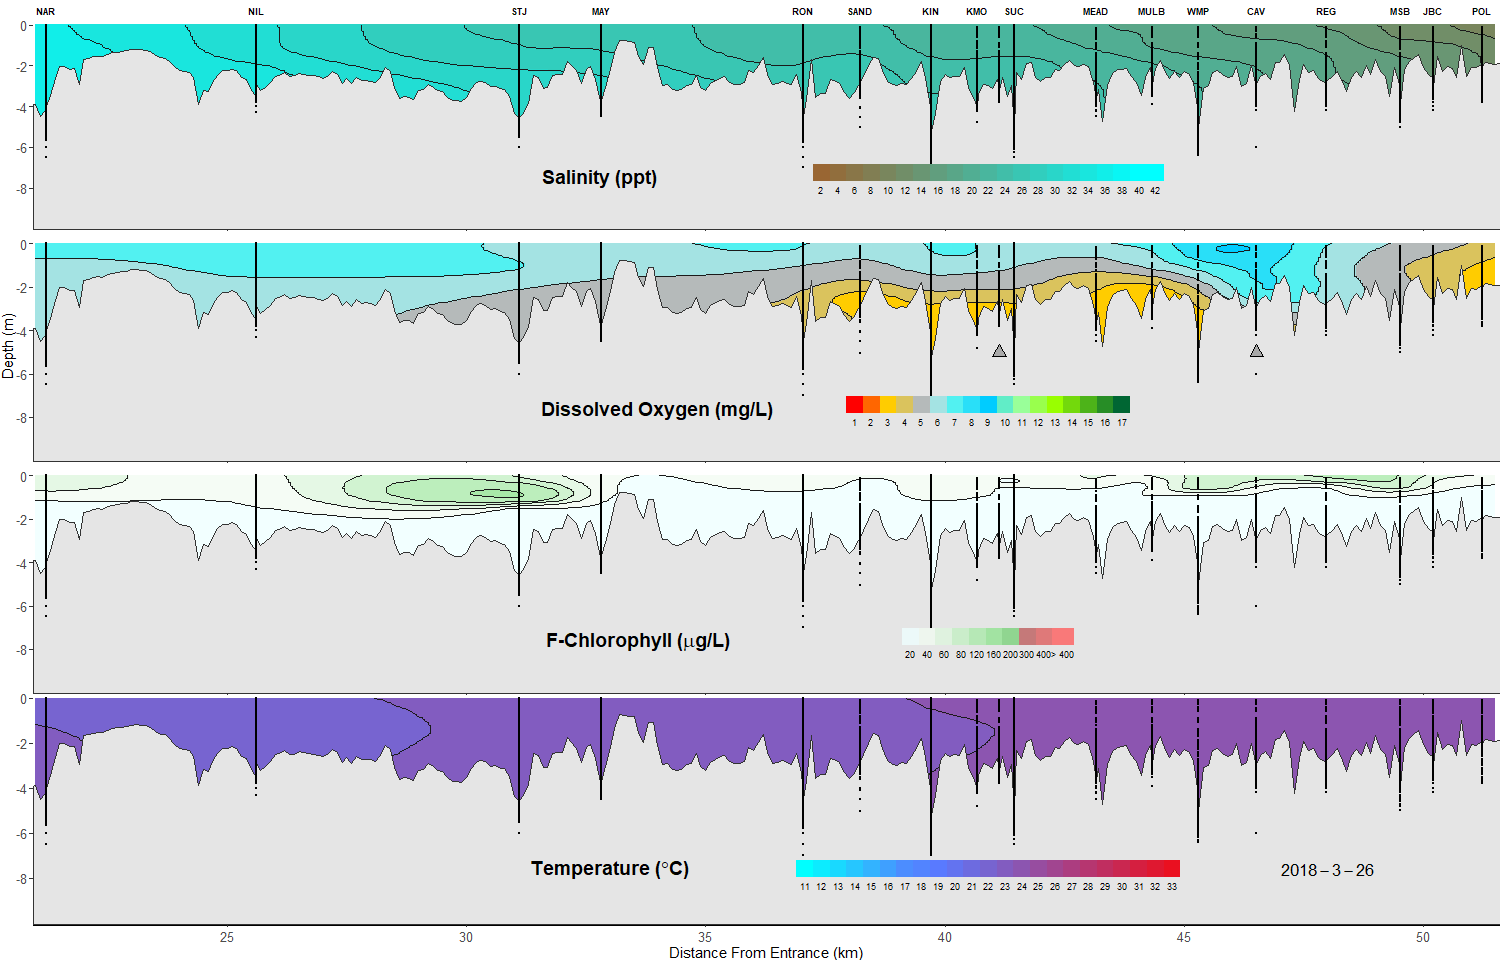 NAR NIL STJ MAY RON SAND KIN KMO SUC MEAD MULB WMP CAV REG MSB JBC POL
0
-2
-4
-6
-8
Salinity (ppt)
2 4 6 8 10 12 14 16 18 20 22 24 26 28 30 32 34 36 38 40 42
0
-2
-4
-6
-8
Depth (m)
Dissolved Oxygen (mg/L)
1 2 3 4 5 6 7 8 9 10 11 12 13 14 15 16 17
0
-2
-4
-6
-8
F-Chlorophyll (µg/L)
20 40 60 80 120 160 200 300 400> 400
0
-2
-4
-6
-8
Temperature (°C)
11 12 13 14 15 16 17 18 19 20 21 22 23 24 25 26 27 28 29 30 31 32 33
2018 – 3 – 26
25 30 35 40 45 50
Distance From Entrance (km)